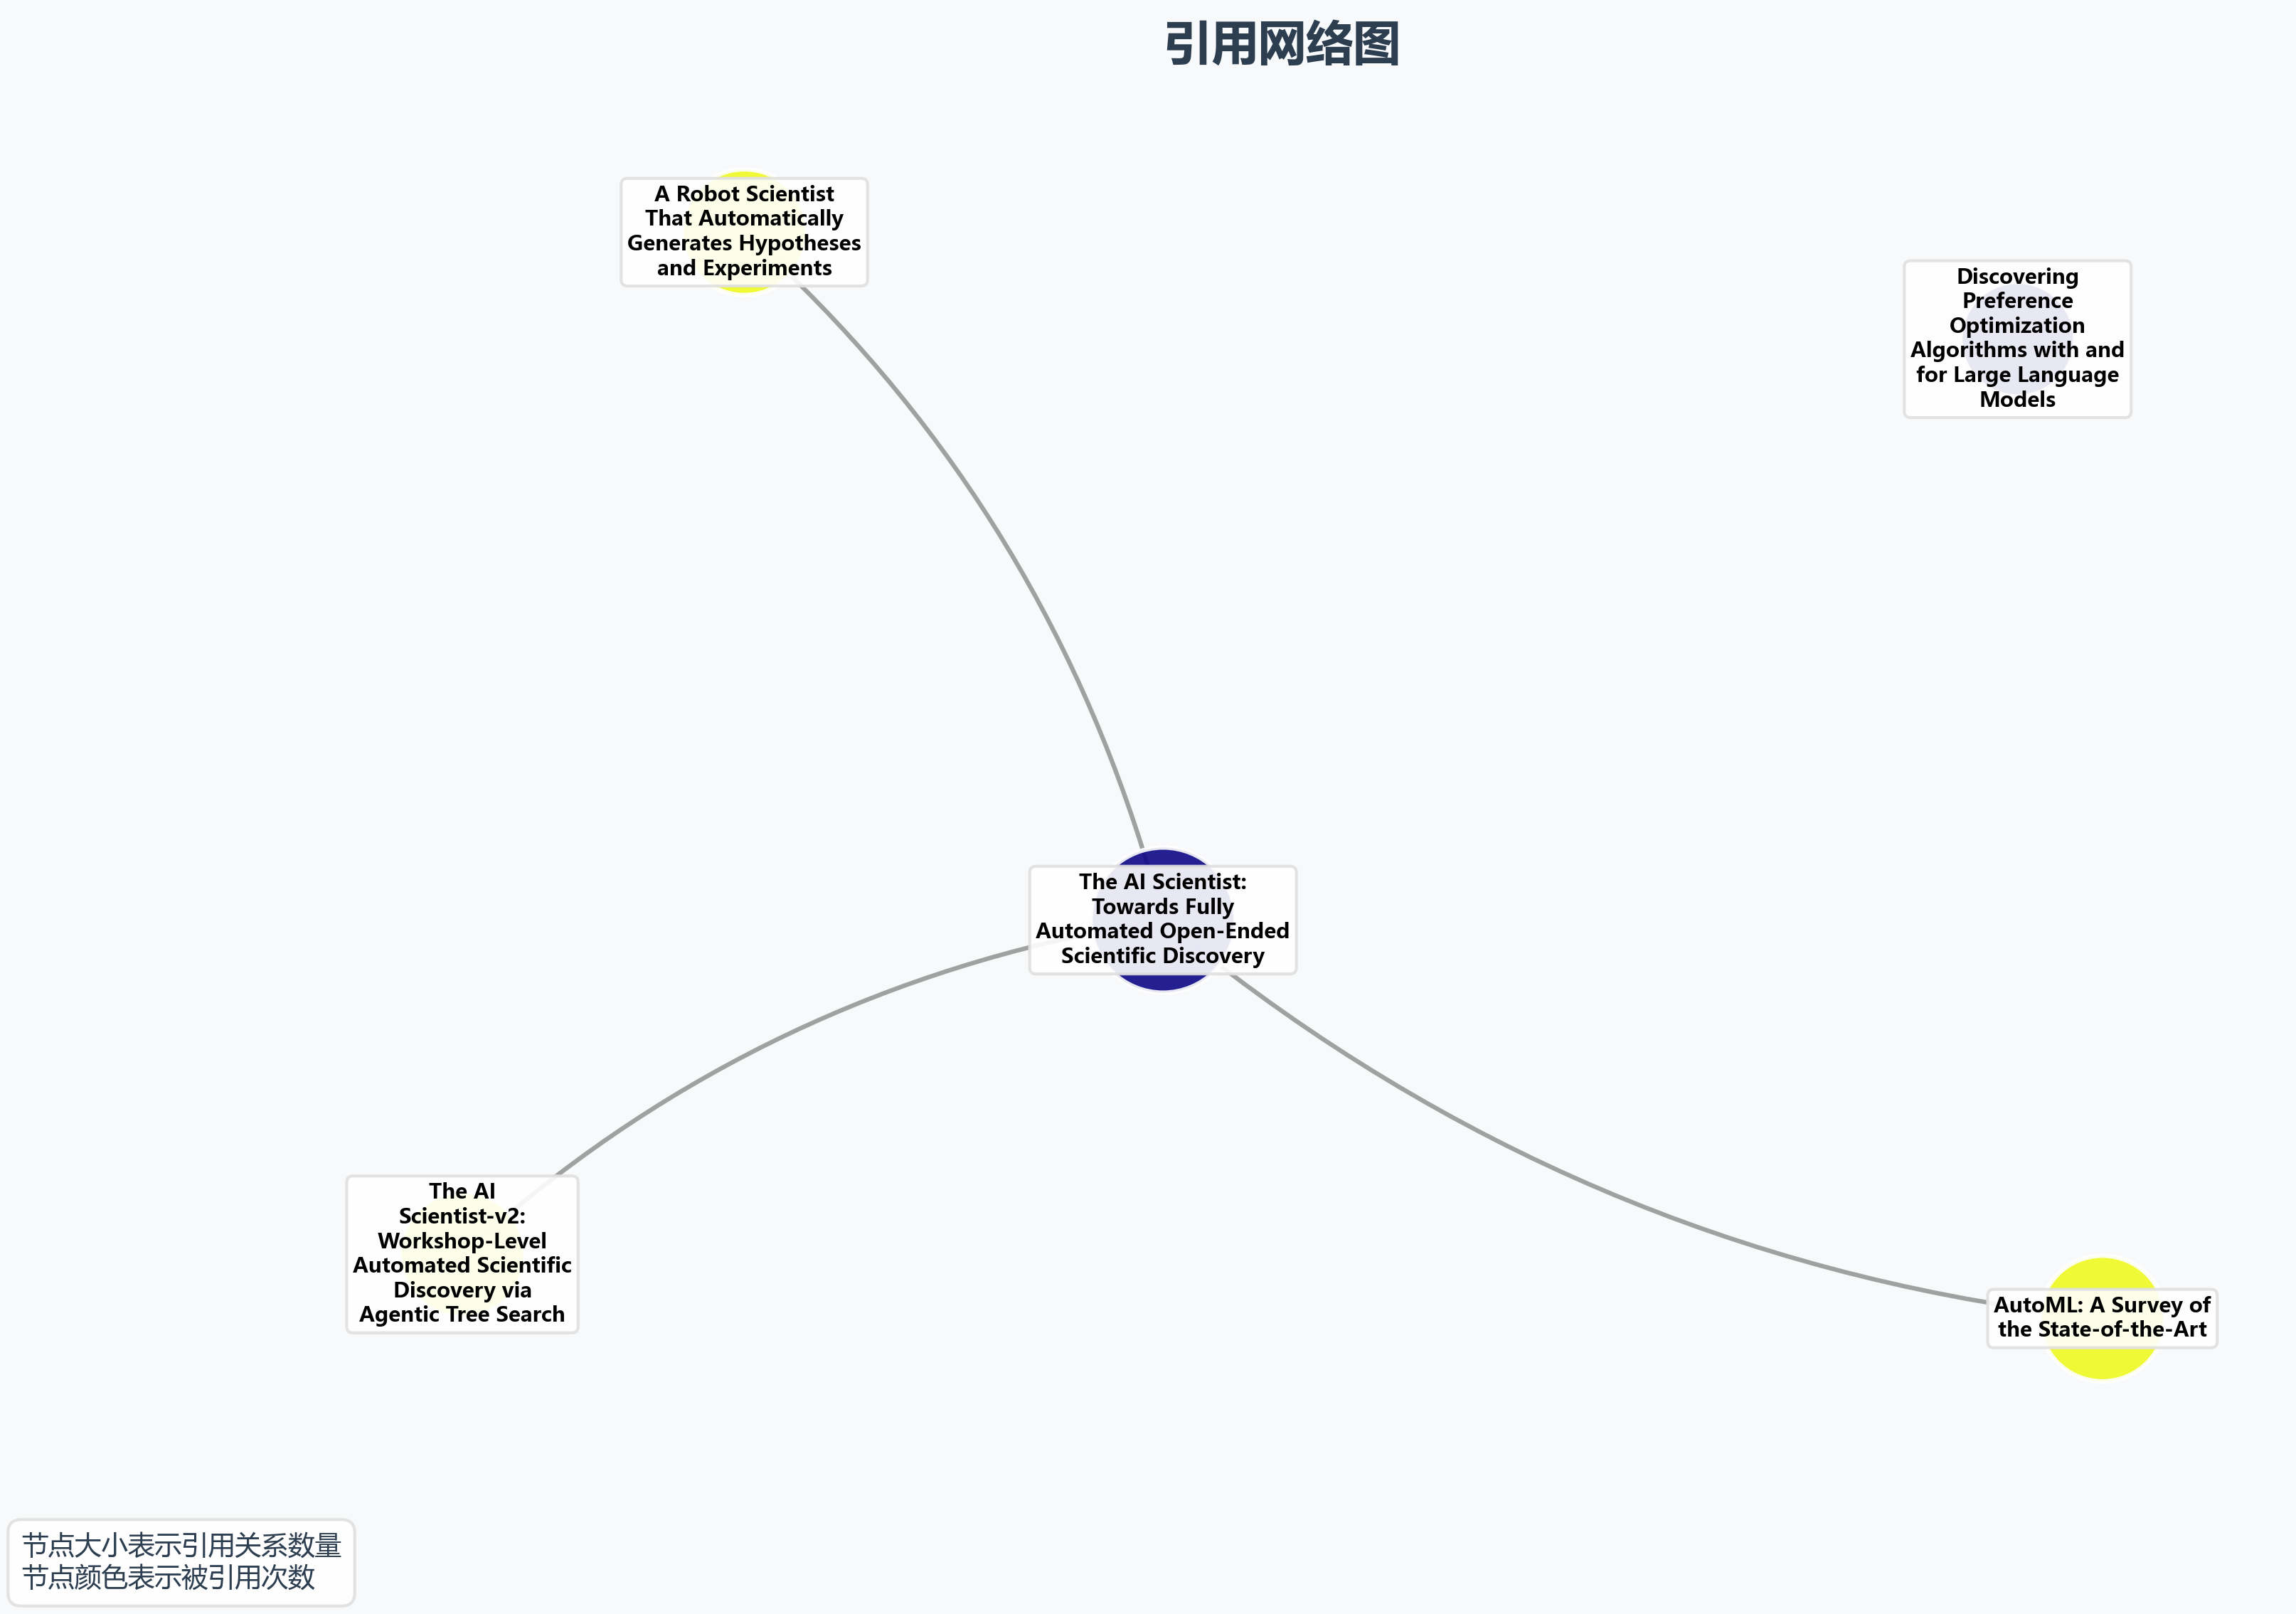 引用网络图
A Robot Scientist
That Automatically
Generates Hypotheses
and Experiments
Discovering
Preference
Optimization
Algorithms with and
for Large Language
Models
The AI Scientist:
Towards Fully
Automated Open-Ended
Scientific Discovery
The AI
Scientist-v2:
Workshop-Level
Automated Scientific
Discovery via
Agentic Tree Search
AutoML: A Survey of
the State-of-the-Art
节点大小表示引用关系数量
节点颜色表示被引用次数